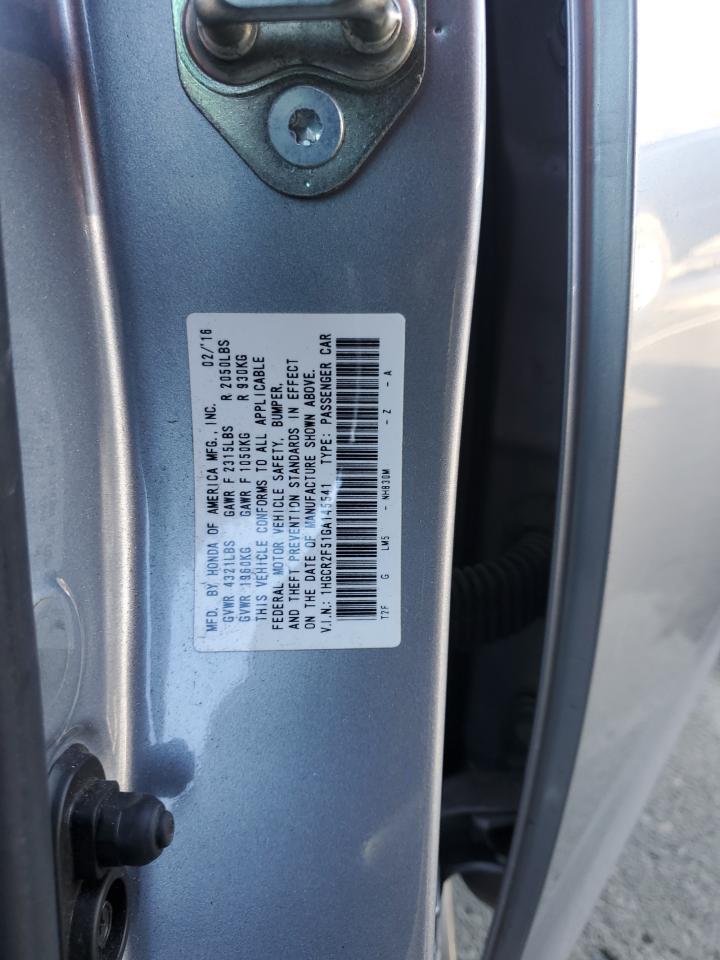 MFD. BY HONDA OF AMERICA MFG., INC. 02/'16
GVWR 4321LBS GAWR F 2315LBS R 2050LBS
GVWR 1960KG GAWR F 1050KG R 930KG
THIS VEHICLE CONFORMS TO ALL APPLICABLE
FEDERAL MOTOR VEHICLE SAFETY, BUMPER,
AND THEFT PREVENTION STANDARDS IN EFFECT
ON THE DATE OF MANUFACTURE SHOWN ABOVE.
V.I.N.: 1HGCR2F51GA145541 TYPE: PASSENGER CAR
T2F G LM5 - NH830M - Z - A